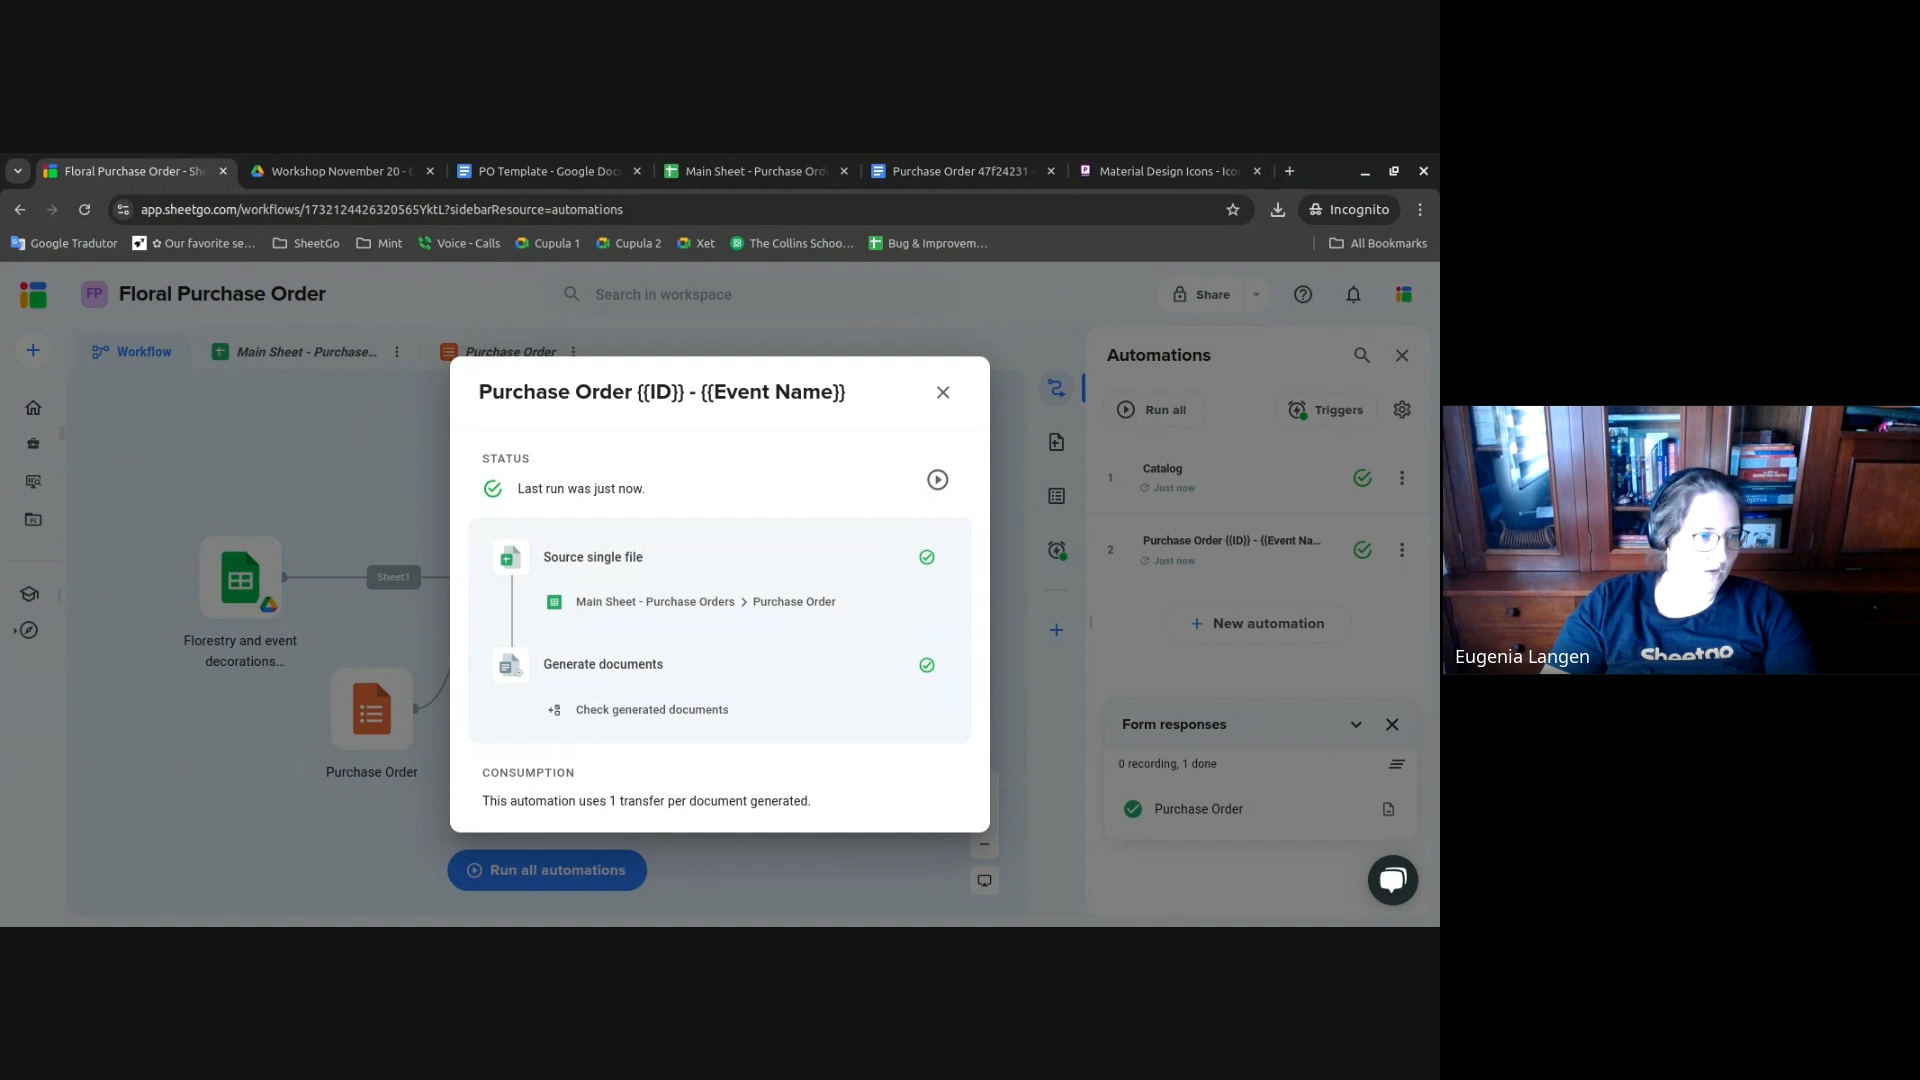 Floral Purchase Order - She
Workshop November 20 - G
PO Template - Google Doc
Main Sheet - Purchase Orde
Purchase Order 47f24231 -
Material Design Icons - Icon
app.sheetgo.com/workflows/1732124426320565YktL?sidebarResource=automations
Incognito
Google Tradutor
✿ Our favorite se...
SheetGo
Mint
Voice - Calls
Cupula 1
Cupula 2
Xet
The Collins Schoo...
Bug & Improvem...
All Bookmarks
FP
Floral Purchase Order
Search in workspace
Share
Workflow
Main Sheet - Purchase...
Purchase Order
Automations
Run all
Triggers
1
Catalog
Just now
2
Purchase Order {{ID}} - {{Event Na...
Just now
New automation
Purchase Order {{ID}} - {{Event Name}}
STATUS
Last run was just now.
Source single file
Main Sheet - Purchase Orders > Purchase Order
Generate documents
Check generated documents
CONSUMPTION
This automation uses 1 transfer per document generated.
Sheet1
Florestry and event
decorations...
Purchase Order
Run all automations
Form responses
0 recording, 1 done
Purchase Order
Eugenia Langen
Sheetgo